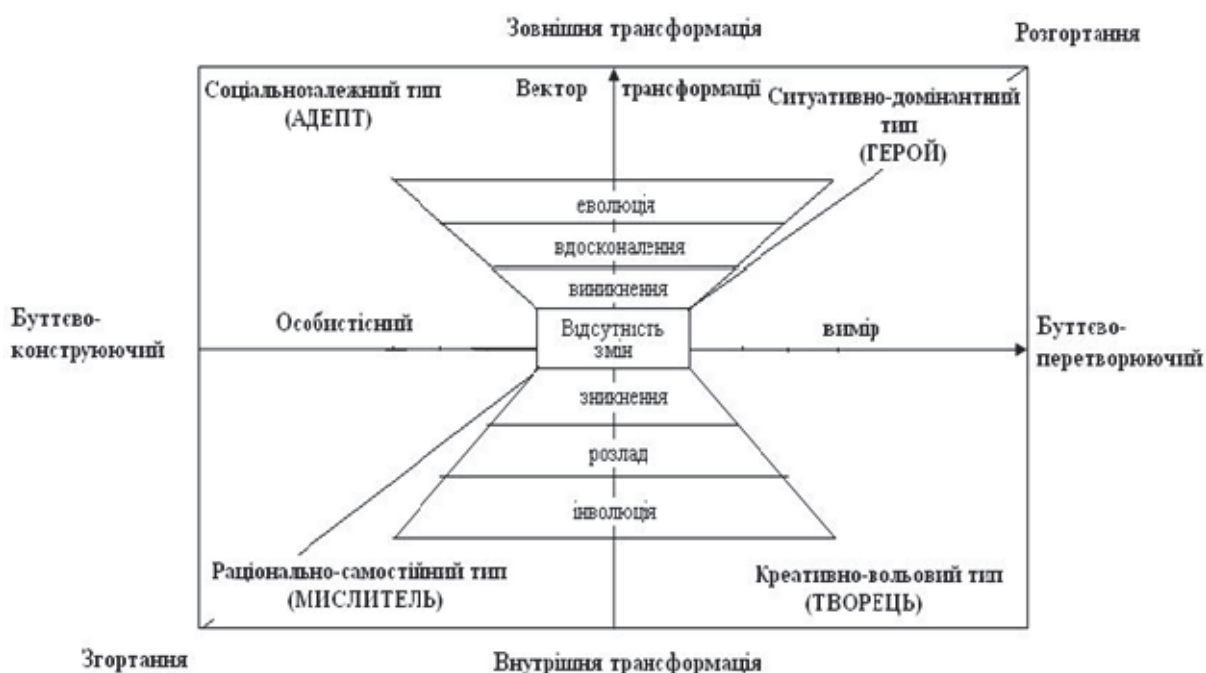 Зовнішня трансформація
Розгортання
Соціальнозалежний тип
(АДЕПТ)
Вектор трансформації
Ситуативно-домінантний
тип
(ГЕРОЙ)
еволюція
вдосконалення
виникнення
Буттєво-
конструюючий
Особистісний
Відсутність
змін
вимір
Буттєво-
перетворюючий
зникнення
розлад
інволюція
Раціонально-самостійний тип
(МИСЛИТЕЛЬ)
Креативно-вольовий тип
(ТВОРЕЦЬ)
Згортання
Внутрішня трансформація